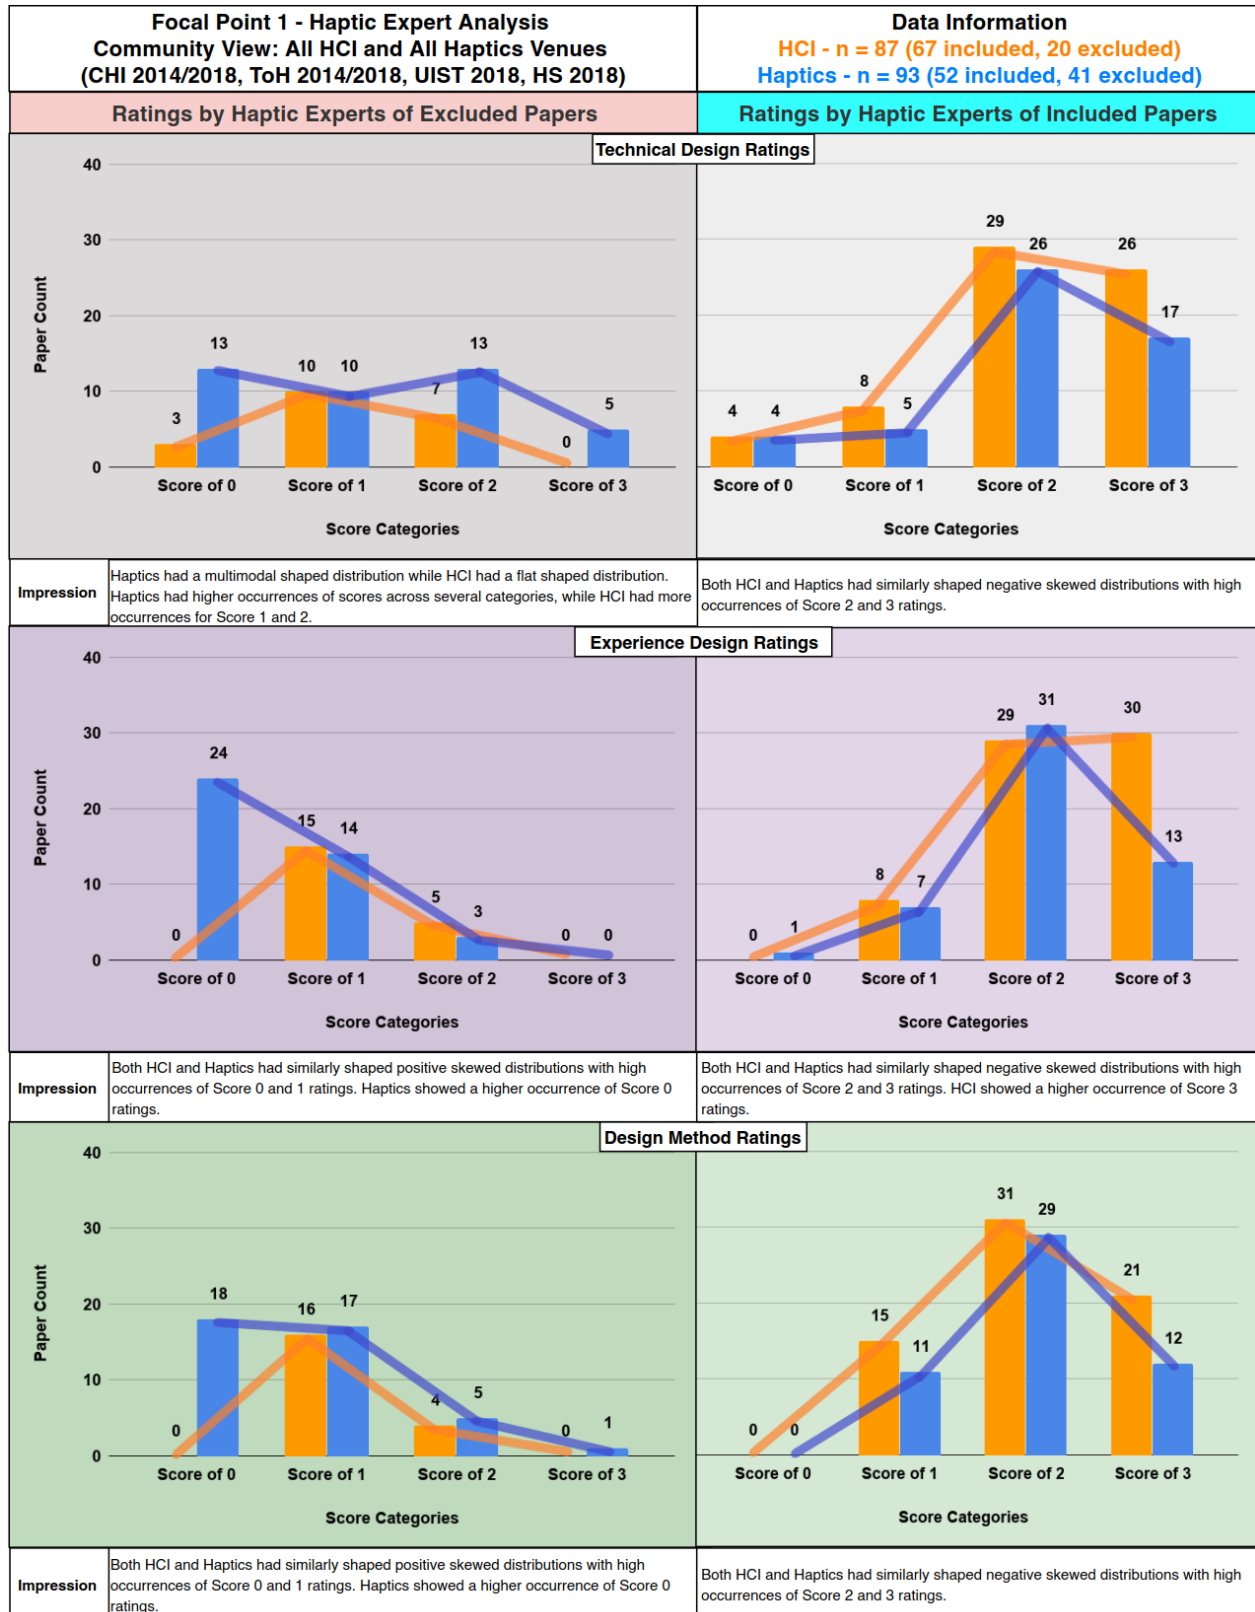 Focal Point 1 - Haptic Expert Analysis
Community View: All HCI and All Haptics Venues
(CHI 2014/2018, ToH 2014/2018, UIST 2018, HS 2018)
Data Information
HCI - n = 87 (67 included, 20 excluded)
Haptics - n = 93 (52 included, 41 excluded)
Ratings by Haptic Experts of Excluded Papers
Ratings by Haptic Experts of Included Papers
Technical Design Ratings
40
30
20
10
0
Paper Count
3
13
10
10
7
13
0
5
Score of 0
Score of 1
Score of 2
Score of 3
Score Categories
4
4
8
5
29
26
26
17
Score of 0
Score of 1
Score of 2
Score of 3
Score Categories
Impression
Haptics had a multimodal shaped distribution while HCI had a flat shaped distribution.
Haptics had higher occurrences of scores across several categories, while HCI had more
occurrences for Score 1 and 2.
Both HCI and Haptics had similarly shaped negative skewed distributions with high
occurrences of Score 2 and 3 ratings.
Experience Design Ratings
40
30
20
10
0
Paper Count
0
24
15
14
5
3
0
0
Score of 0
Score of 1
Score of 2
Score of 3
Score Categories
0
1
8
7
29
31
30
13
Score of 0
Score of 1
Score of 2
Score of 3
Score Categories
Impression
Both HCI and Haptics had similarly shaped positive skewed distributions with high
occurrences of Score 0 and 1 ratings. Haptics showed a higher occurrence of Score 0
ratings.
Both HCI and Haptics had similarly shaped negative skewed distributions with high
occurrences of Score 2 and 3 ratings. HCI showed a higher occurrence of Score 3
ratings.
Design Method Ratings
40
30
20
10
0
Paper Count
0
18
16
17
4
5
0
1
Score of 0
Score of 1
Score of 2
Score of 3
Score Categories
0
0
15
11
31
29
21
12
Score of 0
Score of 1
Score of 2
Score of 3
Score Categories
Impression
Both HCI and Haptics had similarly shaped positive skewed distributions with high
occurrences of Score 0 and 1 ratings. Haptics showed a higher occurrence of Score 0
ratings.
Both HCI and Haptics had similarly shaped negative skewed distributions with high
occurrences of Score 2 and 3 ratings.